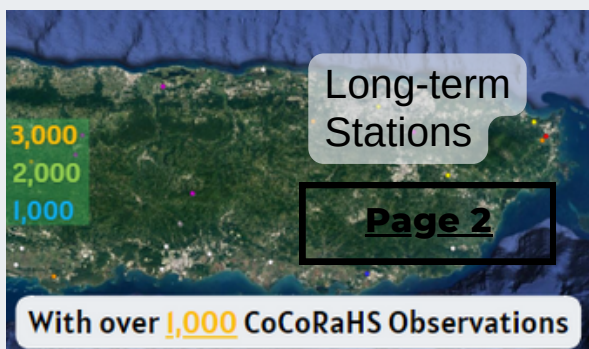 Long-term
Stations
3,000
2,000
1,000
Page 2
With over 1,000 CoCoRaHS Observations